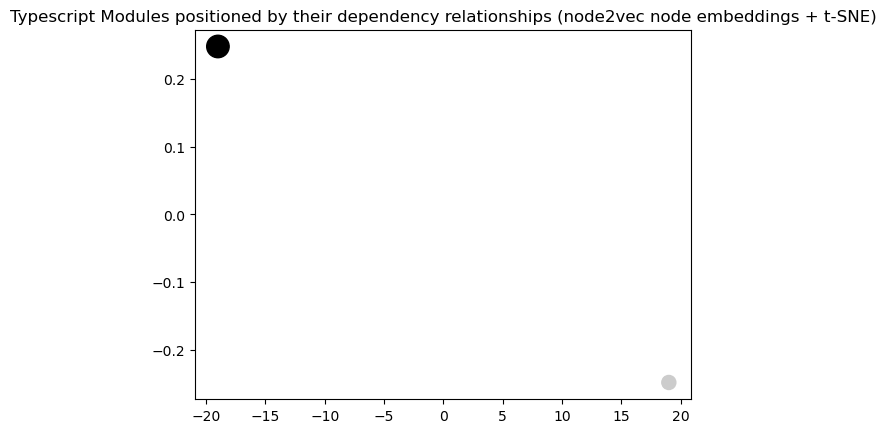 Typescript Modules positioned by their dependency relationships (node2vec node embeddings + t-SNE)
0.2
0.1
0.0
−0.1
−0.2
−20 −15 −10 −5 0 5 10 15 20